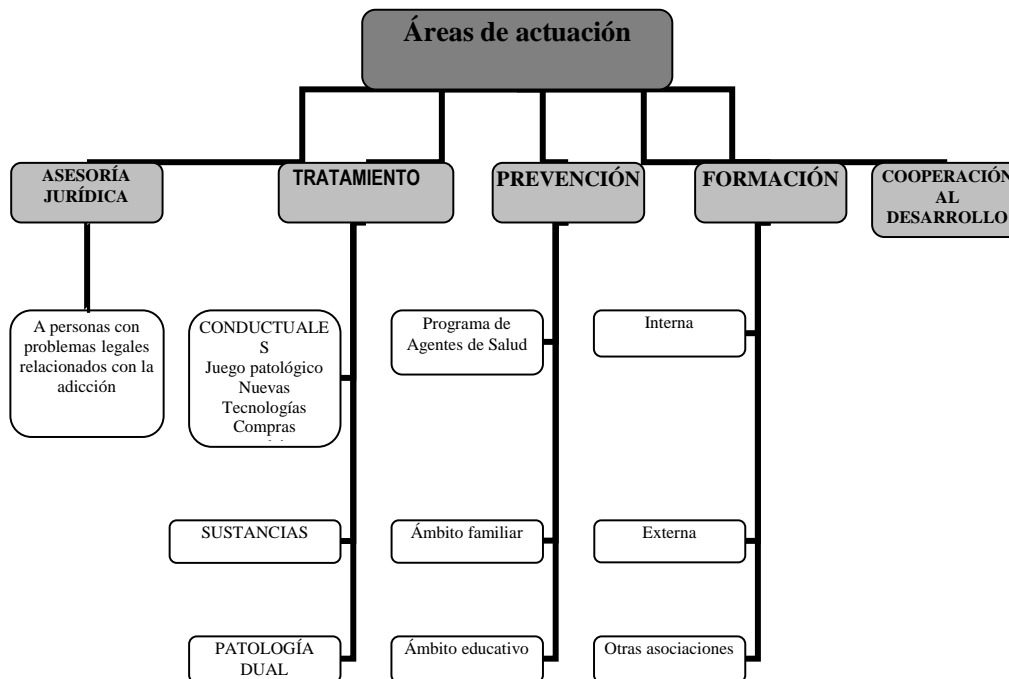 Áreas de actuación
ASESORÍA
JURÍDICA
TRATAMIENTO
PREVENCIÓN
FORMACIÓN
COOPERACIÓN
AL
DESARROLLO
A personas con
problemas legales
relacionados con la
adicción
CONDUCTUALE
S
Juego patológico
Nuevas
Tecnologías
Compras
Programa de
Agentes de Salud
Interna
SUSTANCIAS
Ámbito familiar
Externa
PATOLOGÍA
DUAL
Ámbito educativo
Otras asociaciones